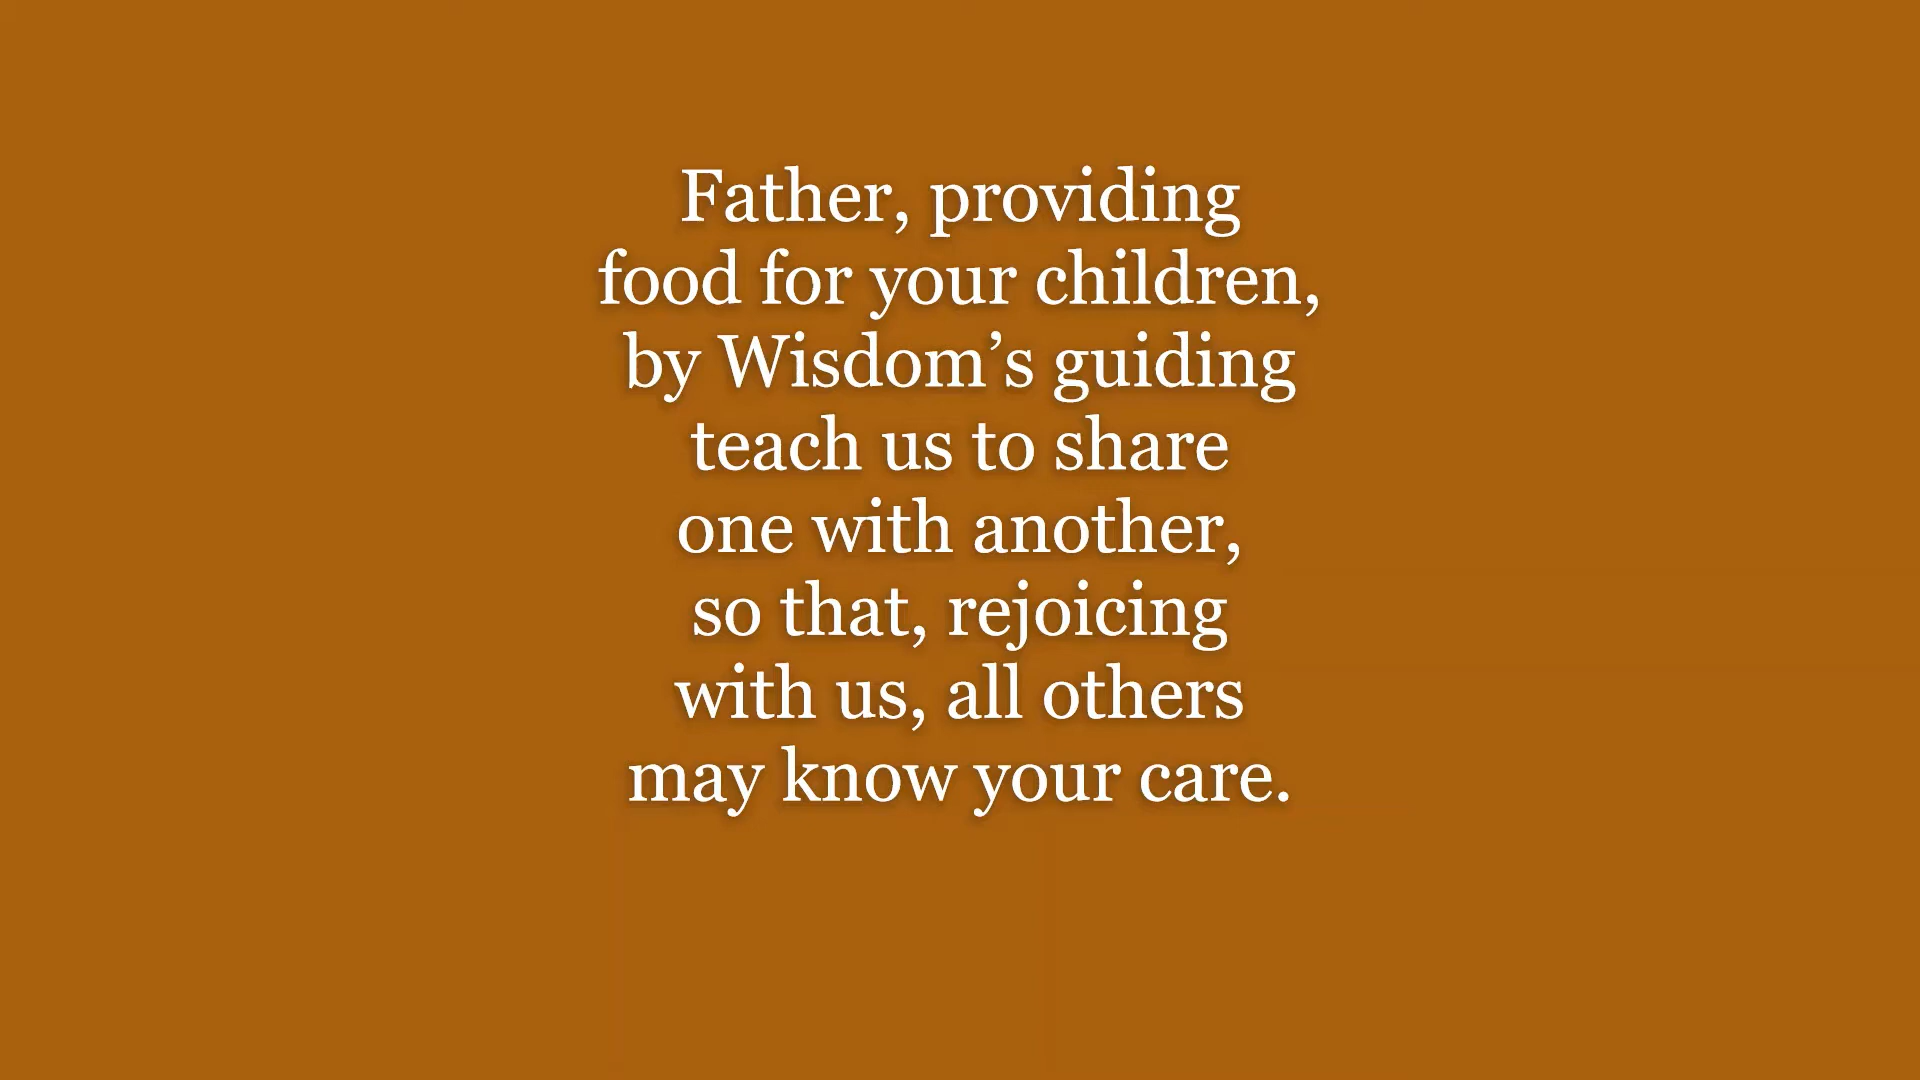 Father, providing
food for your children,
by Wisdom’s guiding
teach us to share
one with another,
so that, rejoicing
with us, all others
may know your care.